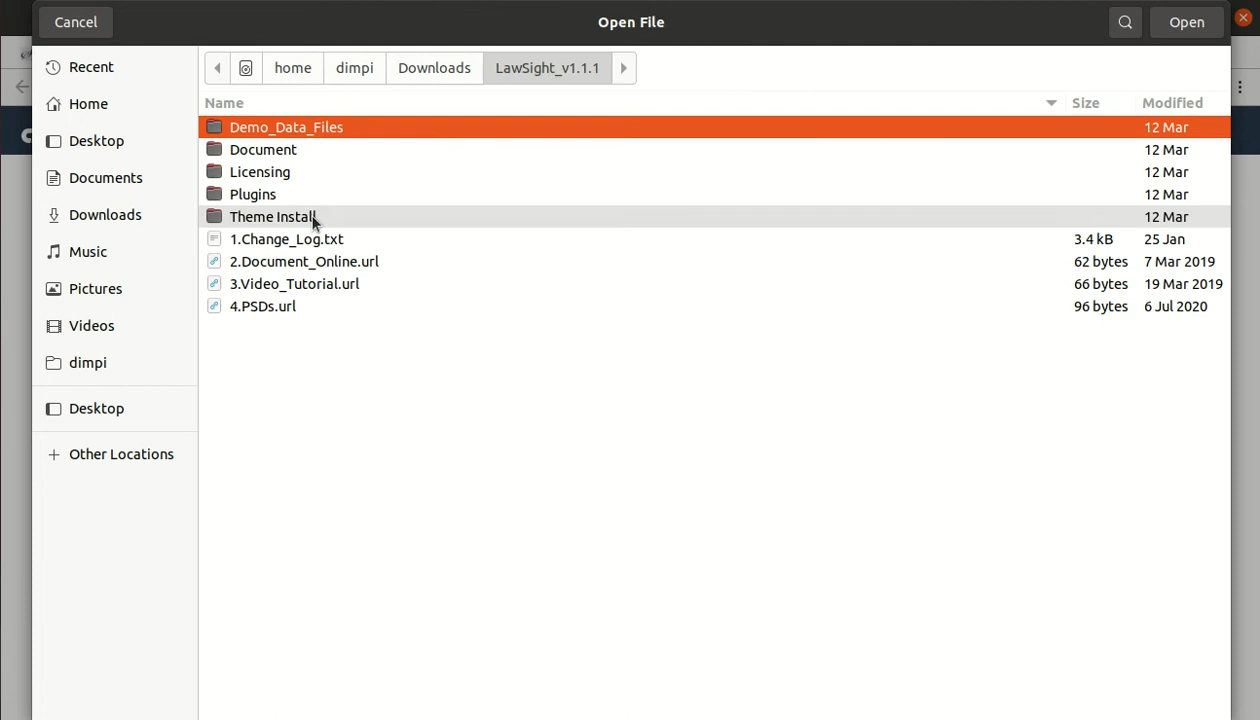 Cancel Open File Open
Recent
Home
Desktop
Documents
Downloads
Music
Pictures
Videos
dimpi
Desktop
Other Locations
home dimpi Downloads LawSight_v1.1.1
Name Size Modified
Demo_Data_Files 12 Mar
Document 12 Mar
Licensing 12 Mar
Plugins 12 Mar
Theme Install 12 Mar
1.Change_Log.txt 3.4 kB 25 Jan
2.Document_Online.url 62 bytes 7 Mar 2019
3.Video_Tutorial.url 66 bytes 19 Mar 2019
4.PSDs.url 96 bytes 6 Jul 2020